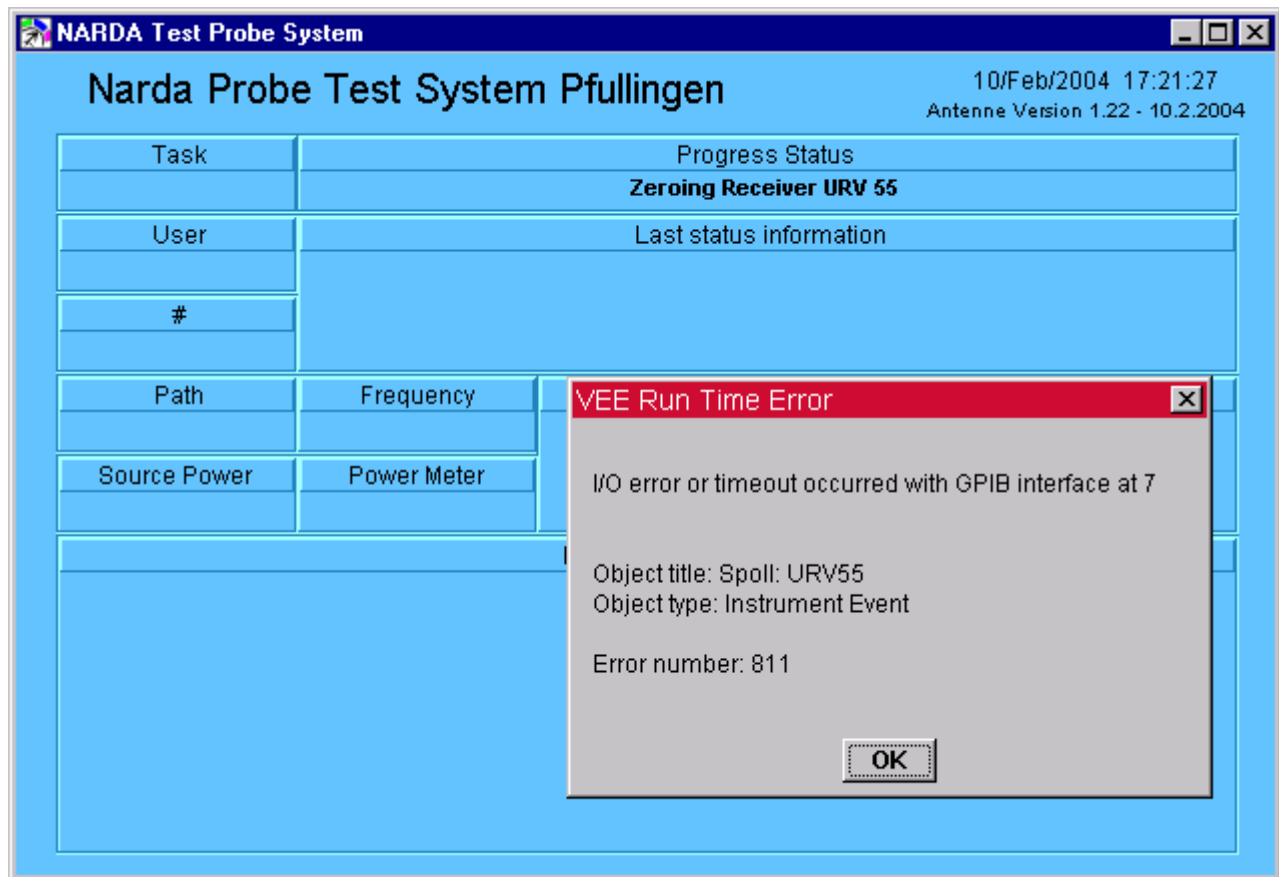 NARDA Test Probe System
Narda Probe Test System Pfullingen
10/Feb/2004 17:21:27
Antenne Version 1.22 - 10.2.2004
Task
Progress Status
Zeroing Receiver URV 55
User
Last status information
#
Path
Frequency
Source Power
Power Meter
VEE Run Time Error
I/O error or timeout occurred with GPIB interface at 7
Object title: Spoll: URV55
Object type: Instrument Event
Error number: 811
OK